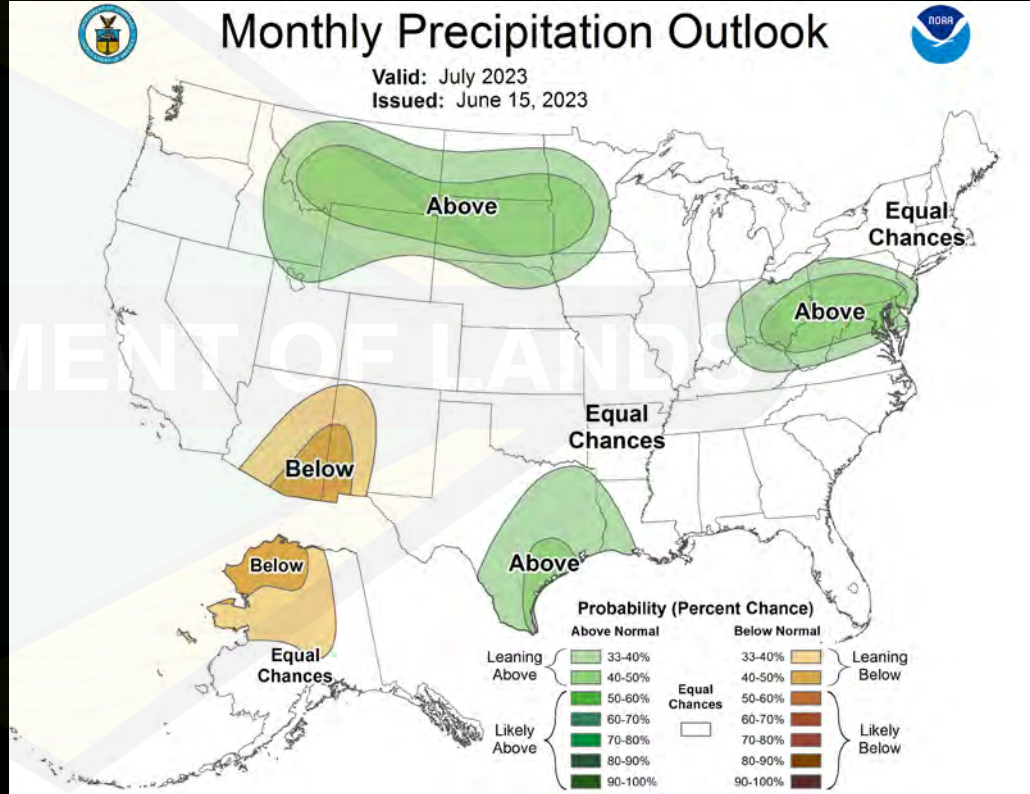 Monthly Precipitation Outlook
NOAA
Valid: July 2023
Issued: June 15, 2023
Above
Equal
Chances
Above
MENT OF LANDS
Equal
Chances
Below
Above
Below
Equal
Chances
Probability (Percent Chance)
Above Normal
Below Normal
Leaning
Above
33-40%
40-50%
50-60%
60-70%
70-80%
80-90%
90-100%
Likely
Above
Equal
Chances
33-40%
40-50%
50-60%
60-70%
70-80%
80-90%
90-100%
Leaning
Below
Likely
Below